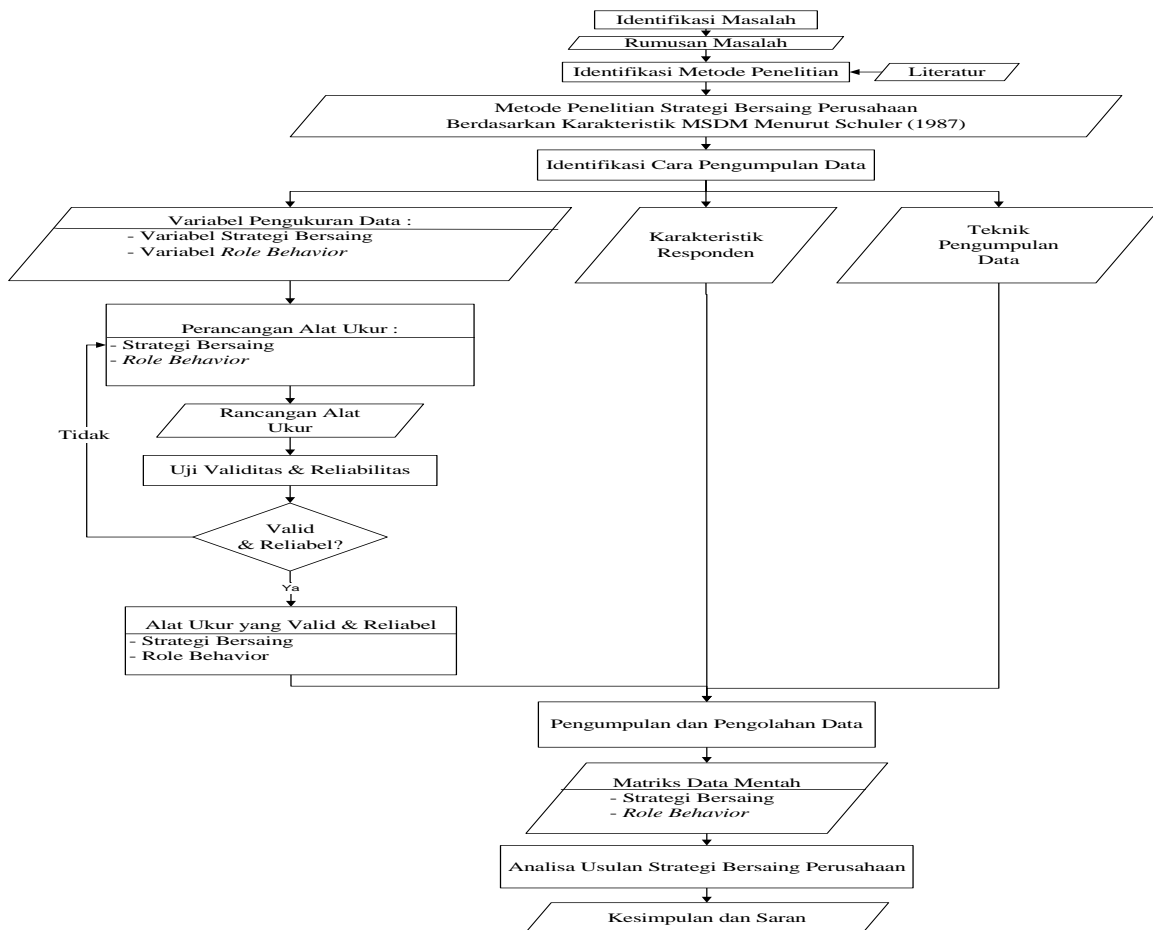 Identifikasi Masalah
Rumusan Masalah
Identifikasi Metode Penelitian
Literatur
Metode Penelitian Strategi Bersaing Perusahaan
Berdasarkan Karakteristik MSDM Menurut Schuler (1987)
Identifikasi Cara Pengumpulan Data
Variabel Pengukuran Data :
- Variabel Strategi Bersaing
- Variabel Role Behavior
Karakteristik
Responden
Teknik
Pengumpulan
Data
Perancangan Alat Ukur :
- Strategi Bersaing
- Role Behavior
Rancangan Alat
Ukur
Tidak
Uji Validitas & Reliabilitas
Valid
& Reliabel?
Ya
Alat Ukur yang Valid & Reliabel
- Strategi Bersaing
- Role Behavior
Pengumpulan dan Pengolahan Data
Matriks Data Mentah
- Strategi Bersaing
- Role Behavior
Analisa Usulan Strategi Bersaing Perusahaan
Kesimpulan dan Saran